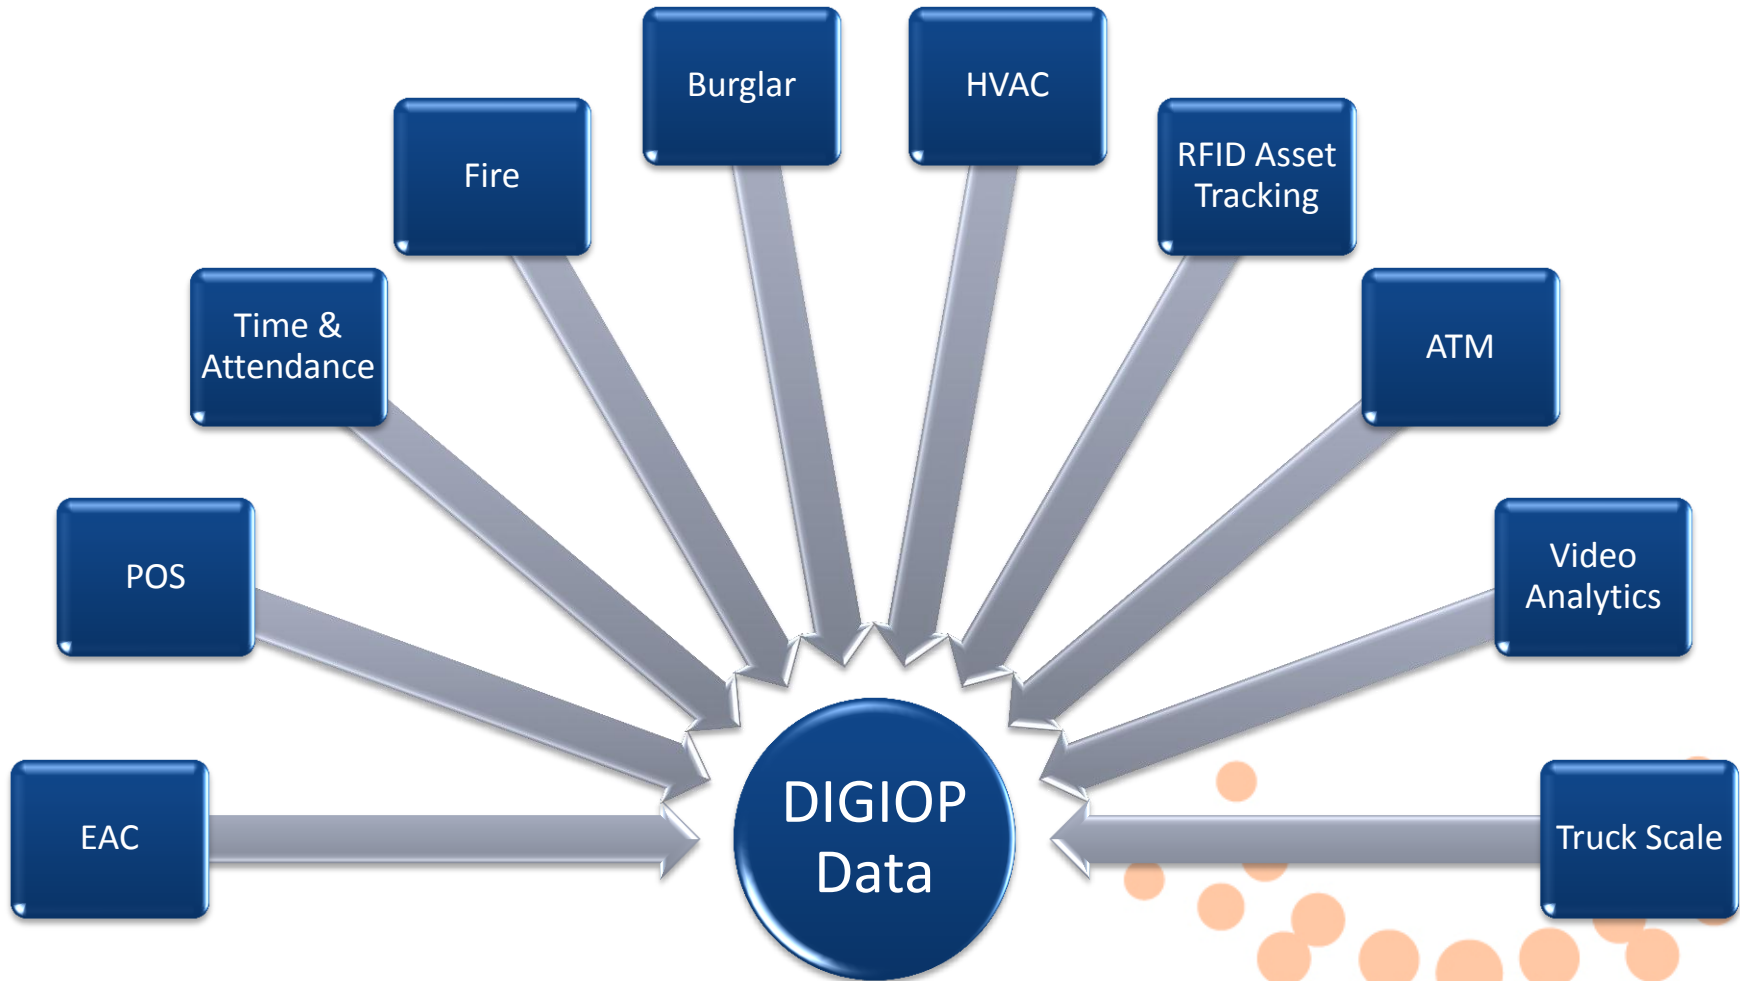 Burglar
HVAC
Fire
RFID Asset
Tracking
Time &
Attendance
ATM
POS
Video
Analytics
EAC
DIGIOP
Data
Truck Scale